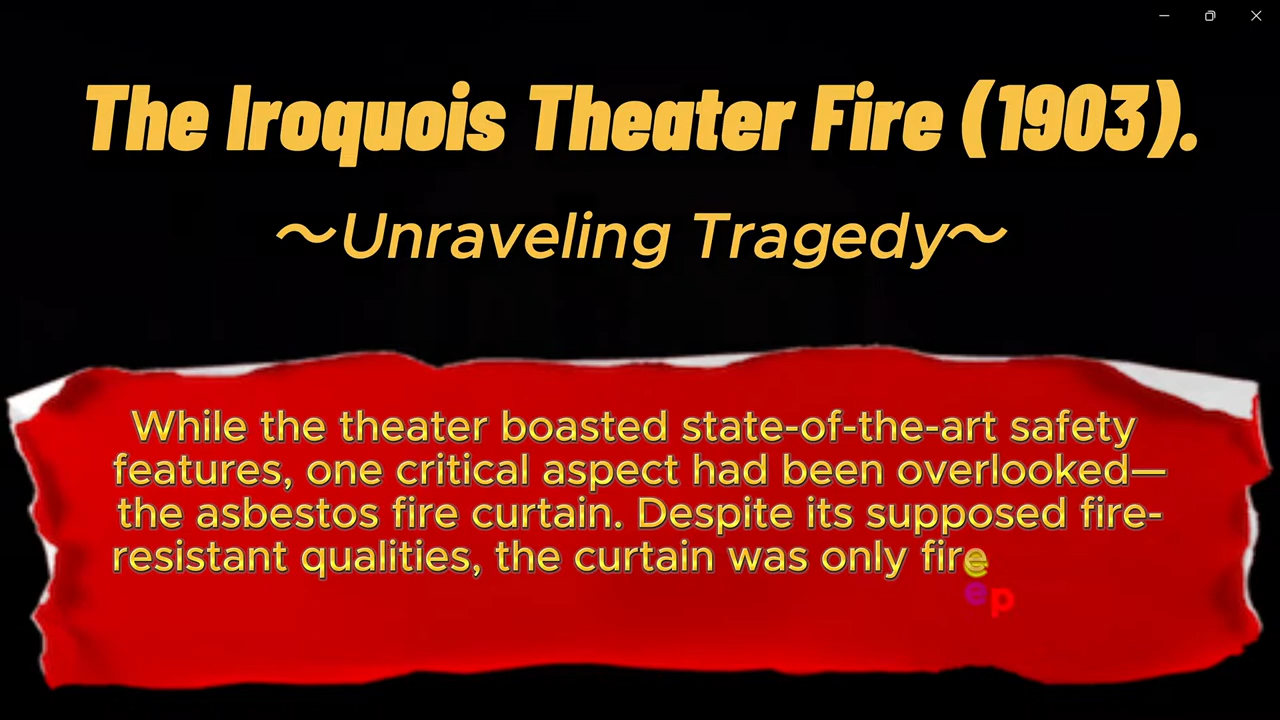 The Iroquois Theater Fire (1903).
～Unraveling Tragedy～
While the theater boasted state-of-the-art safety
features, one critical aspect had been overlooked—
the asbestos fire curtain. Despite its supposed fire-
resistant qualities, the curtain was only fire
e p